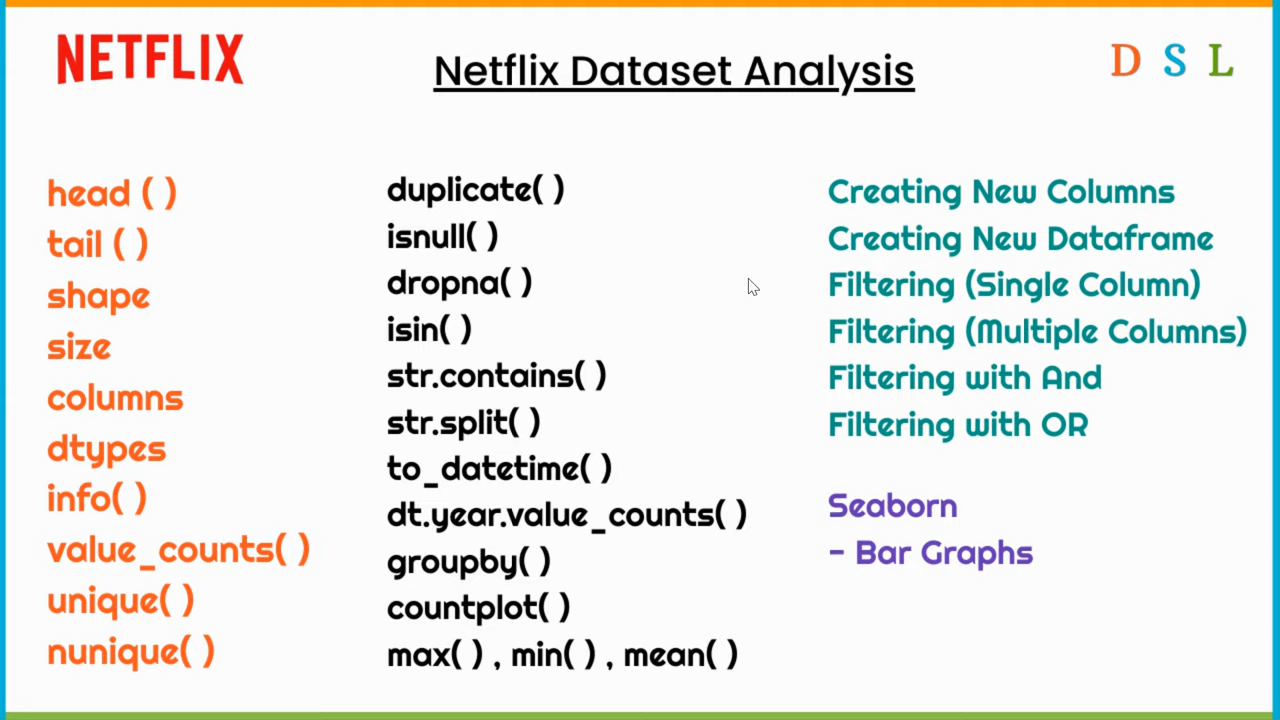 NETFLIX
Netflix Dataset Analysis
D S L
head ( )
tail ( )
shape
size
columns
dtypes
info( )
value_counts( )
unique( )
nunique( )
duplicate( )
isnull( )
dropna( )
isin( )
str.contains( )
str.split( )
to_datetime( )
dt.year.value_counts( )
groupby( )
countplot( )
max( ) , min( ) , mean( )
Creating New Columns
Creating New Dataframe
Filtering (Single Column)
Filtering (Multiple Columns)
Filtering with And
Filtering with OR
Seaborn
- Bar Graphs